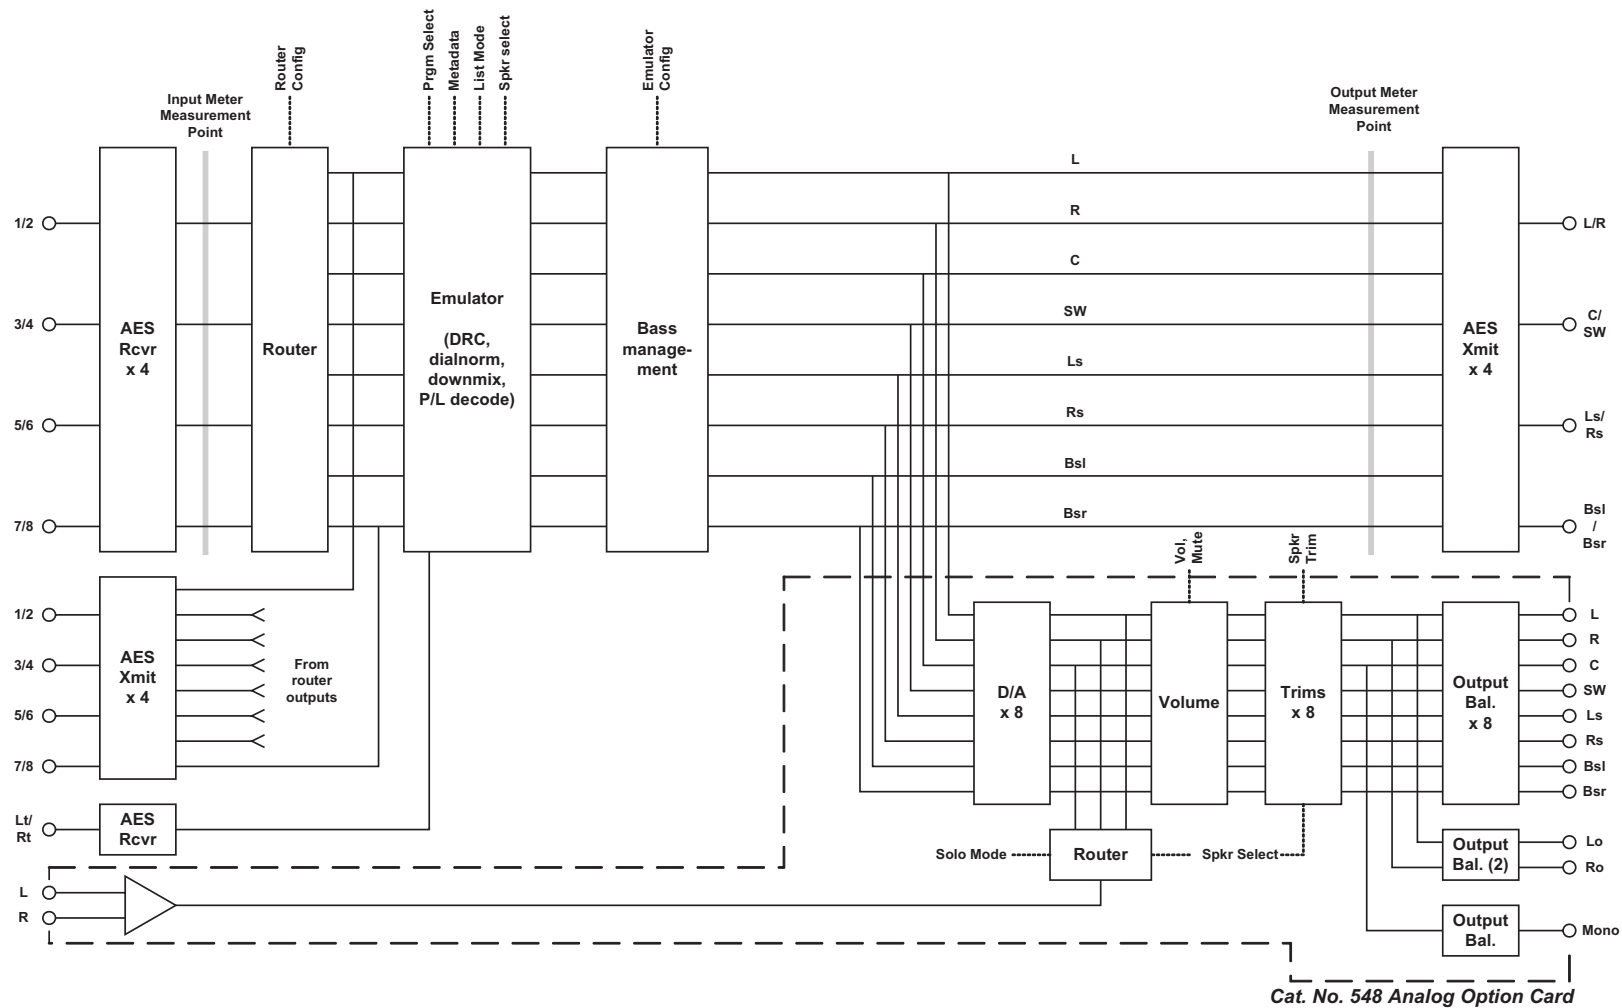 Router
Config
Prgm Select
Metadata
List Mode
Spkr select
Emulator
Config
Input Meter
Measurement
Point
Output Meter
Measurement
Point
1/2
3/4
5/6
7/8
AES
Rcvr
x 4
Router
Emulator
(DRC,
dialnorm,
downmix,
P/L decode)
Bass
manage-
ment
L
R
C
SW
Ls
Rs
Bsl
Bsr
AES
Xmit
x 4
L/R
C/
SW
Ls/
Rs
Bsl
/
Bsr
1/2
3/4
5/6
7/8
AES
Xmit
x 4
From
router
outputs
Lt/
Rt
AES
Rcvr
L
R
Vol,
Mute
Spkr
Trim
D/A
x 8
Volume
Trims
x 8
Output
Bal.
x 8
L
R
C
SW
Ls
Rs
Bsl
Bsr
Solo Mode
Router
Spkr Select
Output
Bal. (2)
Lo
Ro
Output
Bal.
Mono
Cat. No. 548 Analog Option Card